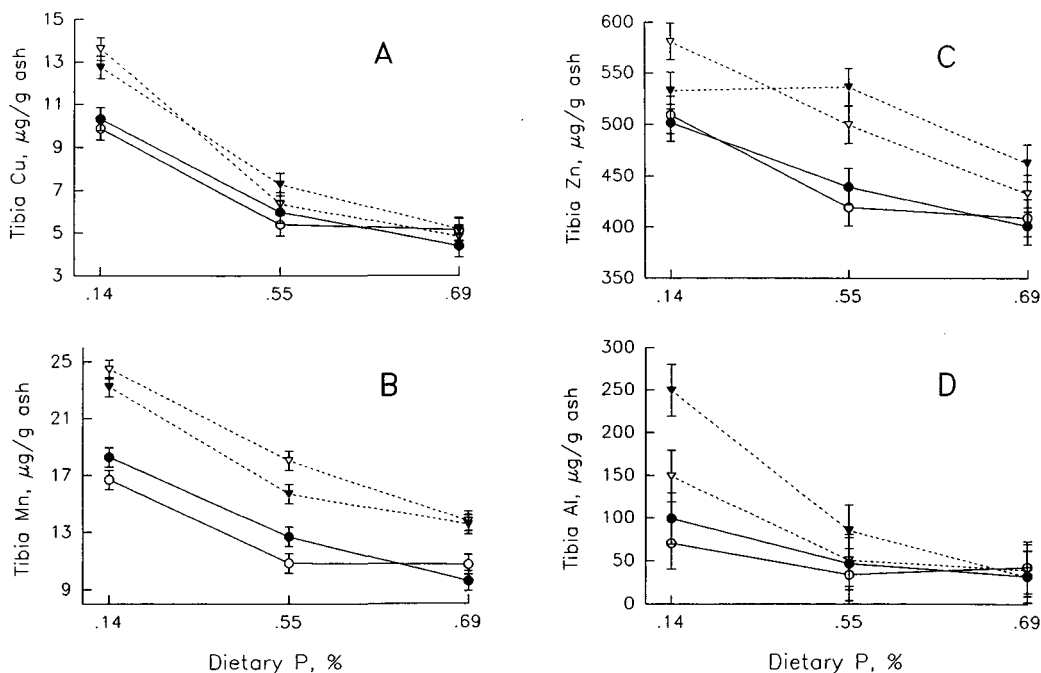 Tibia Cu, μg/g ash
15
13
11
9
7
5
3
A
.14 .55 .69
Tibia Zn, μg/g ash
600
550
500
450
400
350
C
.14 .55 .69
Tibia Mn, μg/g ash
25
21
17
13
9
B
.14 .55 .69
Dietary P, %
Tibia Al, μg/g ash
300
250
200
150
100
50
0
D
.14 .55 .69
Dietary P, %